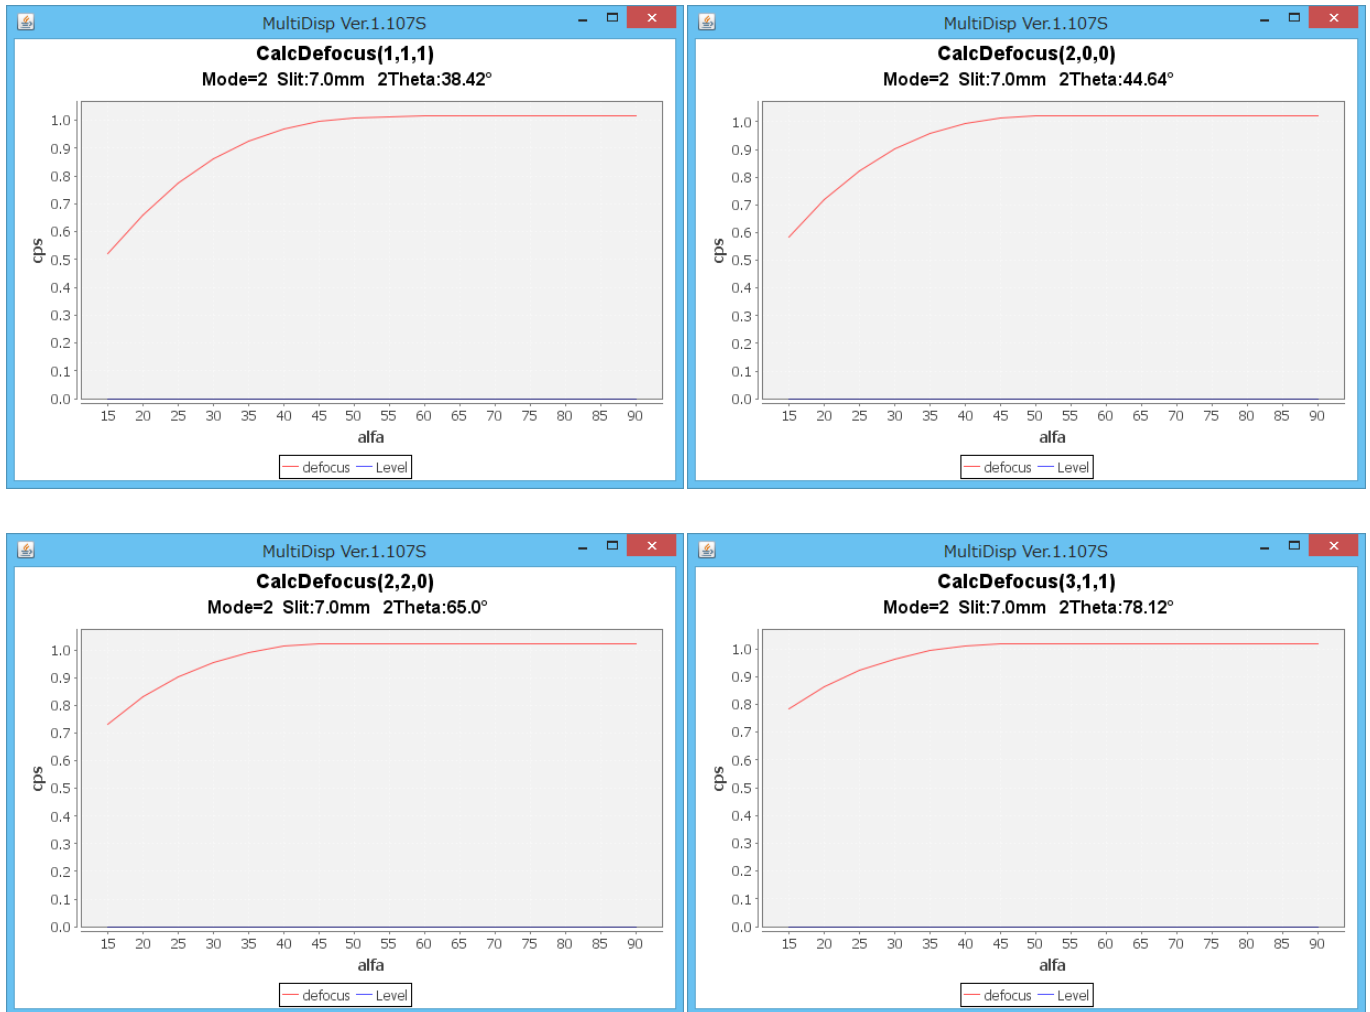 MultiDisp Ver.1.107S
CalcDefocus(1,1,1)
Mode=2 Slit:7.0mm 2Theta:38.42°
1.0
0.9
0.8
0.7
0.6
0.5
0.4
0.3
0.2
0.1
0.0
cps
15 20 25 30 35 40 45 50 55 60 65 70 75 80 85 90
alfa
defocus Level
MultiDisp Ver.1.107S
CalcDefocus(2,0,0)
Mode=2 Slit:7.0mm 2Theta:44.64°
1.0
0.9
0.8
0.7
0.6
0.5
0.4
0.3
0.2
0.1
0.0
cps
15 20 25 30 35 40 45 50 55 60 65 70 75 80 85 90
alfa
defocus Level
MultiDisp Ver.1.107S
CalcDefocus(2,2,0)
Mode=2 Slit:7.0mm 2Theta:65.0°
1.0
0.9
0.8
0.7
0.6
0.5
0.4
0.3
0.2
0.1
0.0
cps
15 20 25 30 35 40 45 50 55 60 65 70 75 80 85 90
alfa
defocus Level
MultiDisp Ver.1.107S
CalcDefocus(3,1,1)
Mode=2 Slit:7.0mm 2Theta:78.12°
1.0
0.9
0.8
0.7
0.6
0.5
0.4
0.3
0.2
0.1
0.0
cps
15 20 25 30 35 40 45 50 55 60 65 70 75 80 85 90
alfa
defocus Level